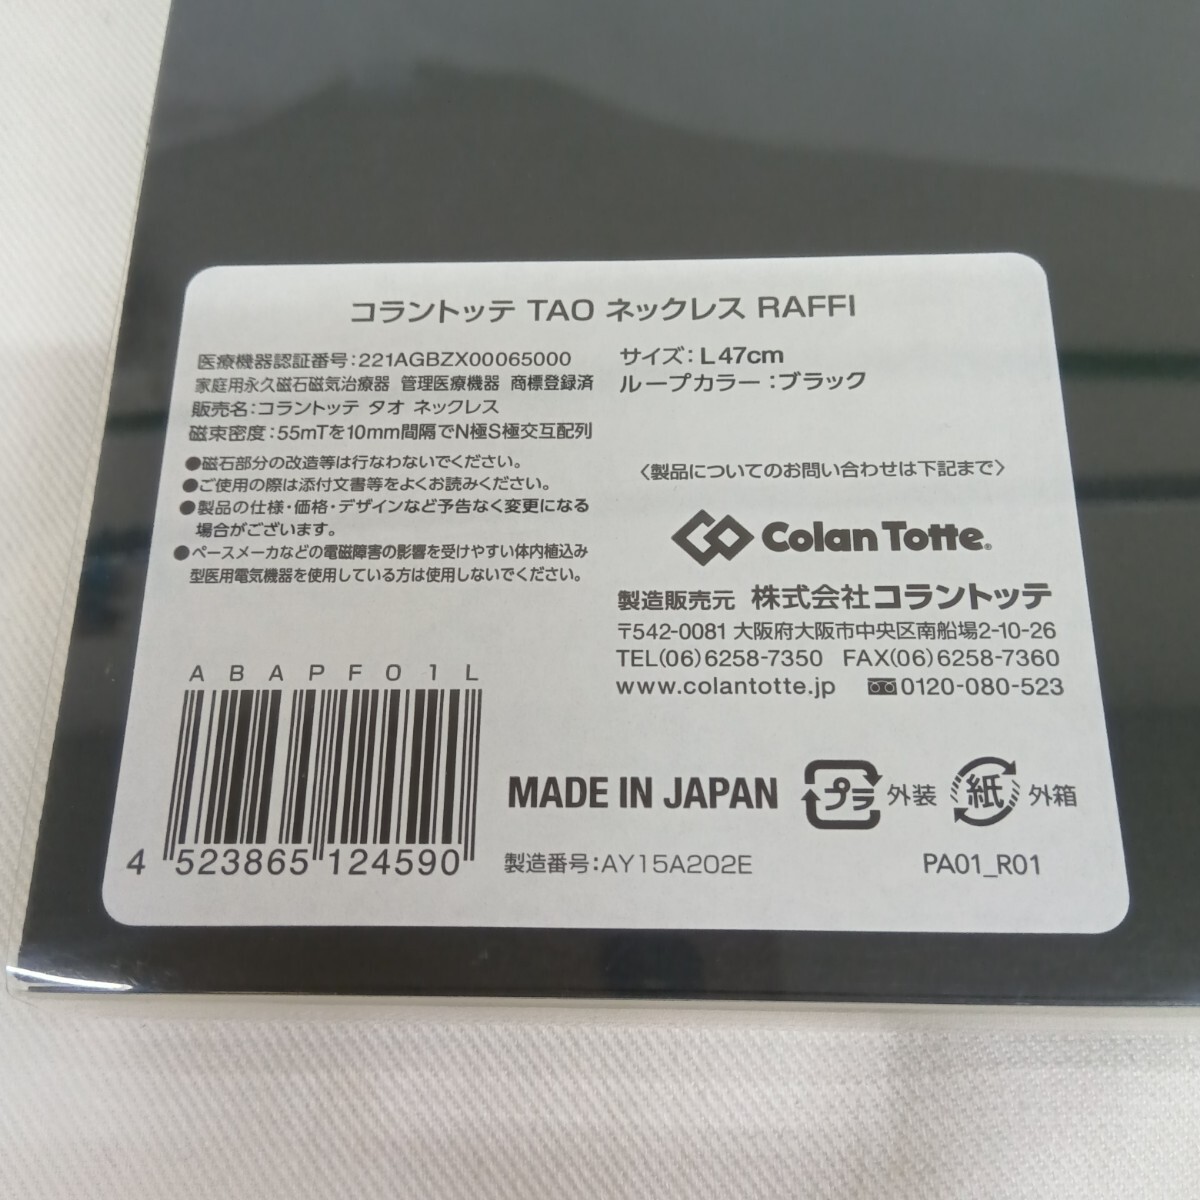 コラントッテ TAO ネックレス RAFFI
医療機器認証番号:221AGBZX00065000
家庭用永久磁石磁気治療器 管理医療機器 商標登録済
販売名:コラントッテ タオ ネックレス
磁束密度:55mTを10mm間隔でN極S極交互配列
●磁石部分の改造等は行なわないでください。
●ご使用の際は添付文書等をよくお読みください。
●製品の仕様・価格・デザインなど予告なく変更になる
場合がございます。
●ペースメーカなどの電磁障害の影響を受けやすい体内植込み
型医用電気機器を使用している方は使用しないでください。
サイズ:L 47cm
ループカラー:ブラック
〈製品についてのお問い合わせは下記まで〉
Colan Totte®
製造販売元 株式会社コラントッテ
〒542-0081 大阪府大阪市中央区南船場2-10-26
TEL(06)6258-7350 FAX(06)6258-7360
www.colantotte.jp 0120-080-523
ABAPF01L
4 523865 124590
MADE IN JAPAN
プラ 外装 紙 外箱
製造番号:AY15A202E
PA01_R01